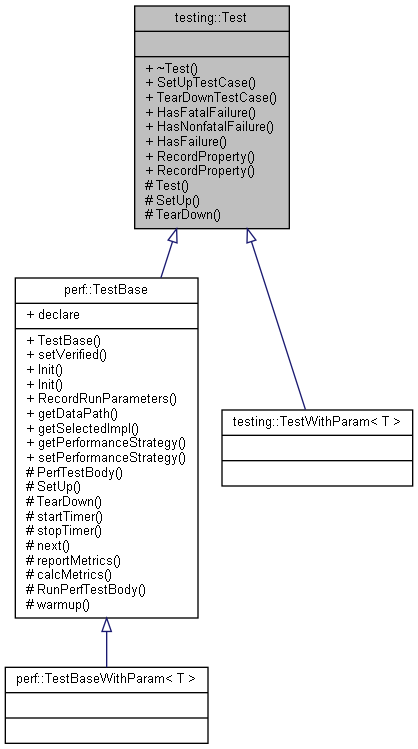 testing::Test
+ ~Test()
+ SetUpTestCase()
+ TearDownTestCase()
+ HasFatalFailure()
+ HasNonfatalFailure()
+ HasFailure()
+ RecordProperty()
+ RecordProperty()
# Test()
# SetUp()
# TearDown()
perf::TestBase
+ declare
+ TestBase()
+ setVerified()
+ Init()
+ Init()
+ RecordRunParameters()
+ getDataPath()
+ getSelectedImpl()
+ getPerformanceStrategy()
+ setPerformanceStrategy()
# PerfTestBody()
# SetUp()
# TearDown()
# startTimer()
# stopTimer()
# next()
# reportMetrics()
# calcMetrics()
# RunPerfTestBody()
# warmup()
testing::TestWithParam< T >
perf::TestBaseWithParam< T >